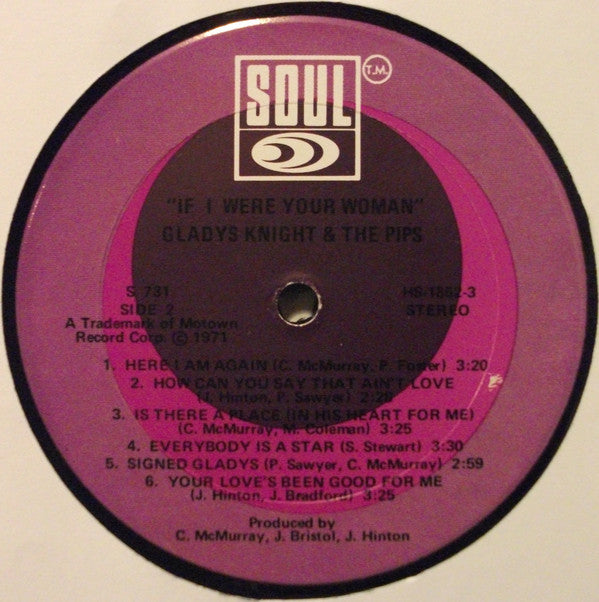 SOUL
T.M.
"IF I WERE YOUR WOMAN"
GLADYS KNIGHT & THE PIPS
S 731
SIDE 2
HS-1862-3
STEREO
A Trademark of Motown
Record Corp. © 1971
1. HERE I AM AGAIN (C. McMurray, P. Foster) 3:20
2. HOW CAN YOU SAY THAT AIN'T LOVE
(J. Hinton, P. Sawyer) 2:28
3. IS THERE A PLACE (IN HIS HEART FOR ME)
(C. McMurray, M. Coleman) 3:25
4. EVERYBODY IS A STAR (S. Stewart) 3:30
5. SIGNED GLADYS (P. Sawyer, C. McMurray) 2:59
6. YOUR LOVE'S BEEN GOOD FOR ME
(J. Hinton, J. Bradford) 3:25
Produced by
C. McMurray, J. Bristol, J. Hinton